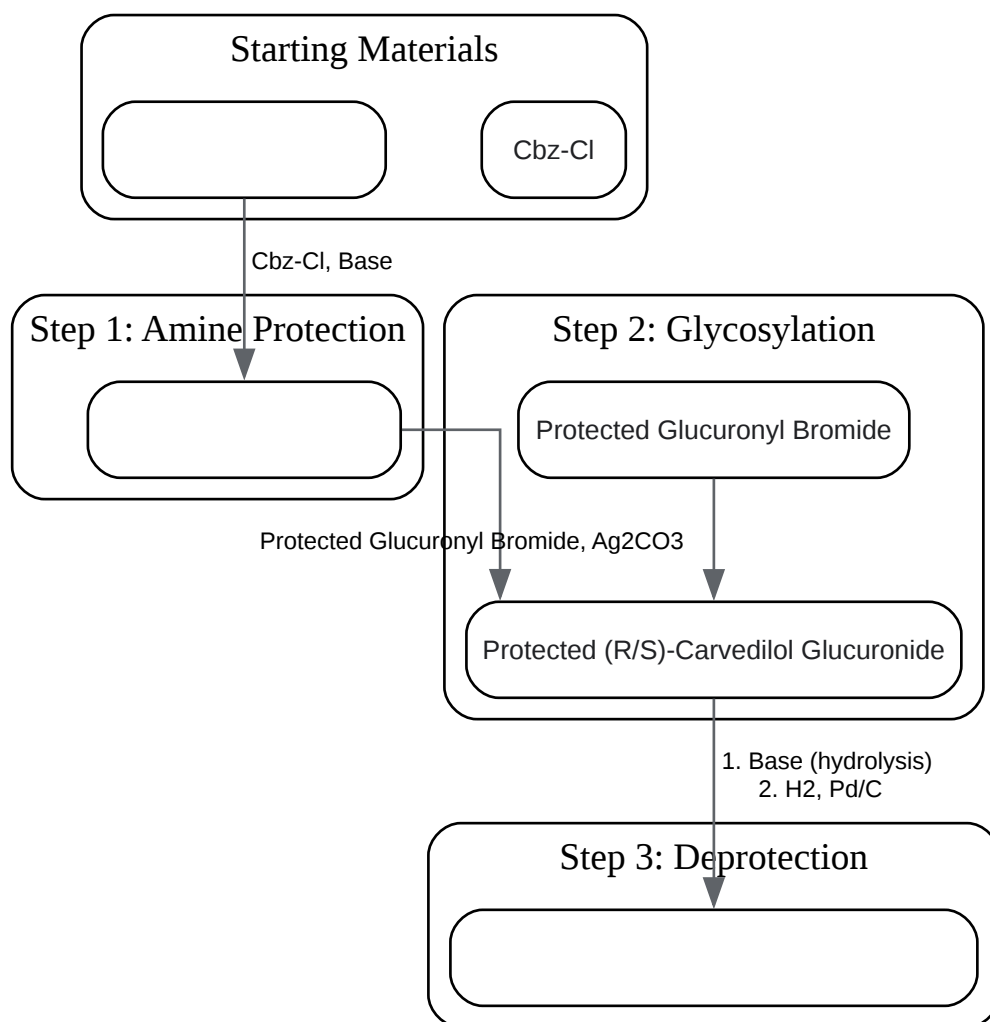 Starting Materials
Cbz-Cl
Cbz-Cl, Base
Step 1: Amine Protection
Step 2: Glycosylation
Protected Glucuronyl Bromide
Protected Glucuronyl Bromide, Ag2CO3
Protected (R/S)-Carvedilol Glucuronide
1. Base (hydrolysis)
2. H2, Pd/C
Step 3: Deprotection